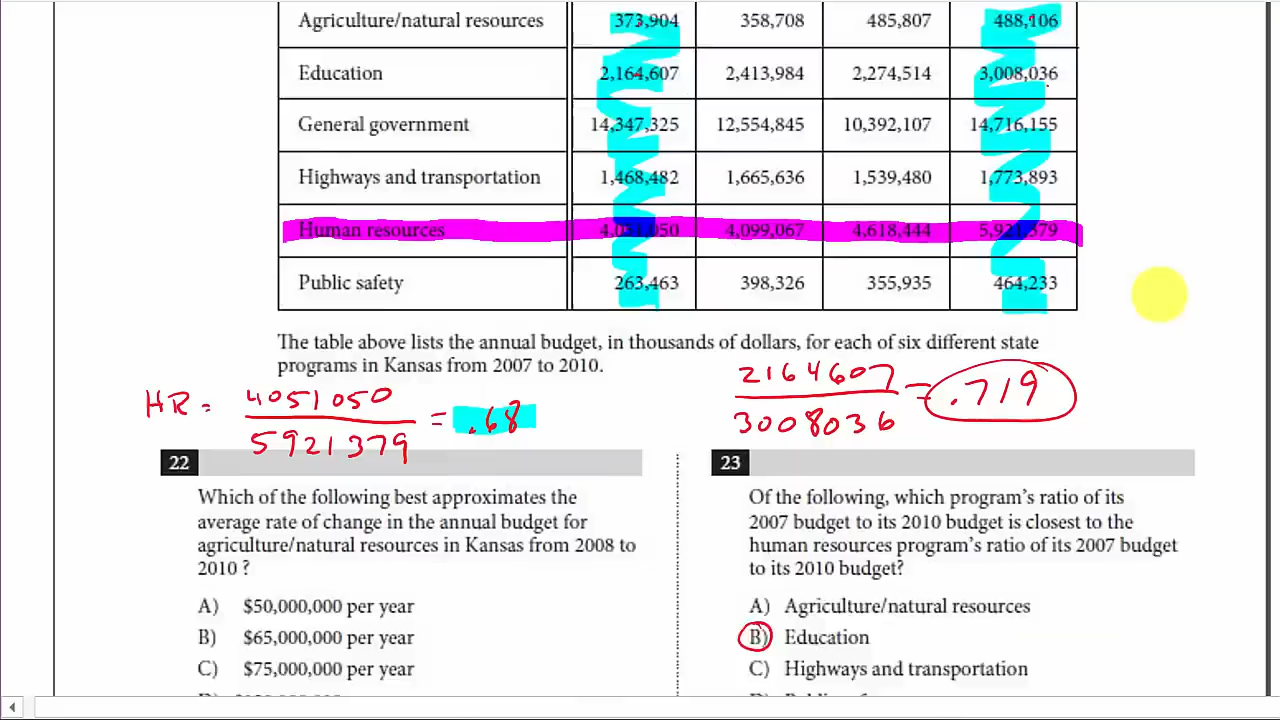 Agriculture/natural resources 373,904 358,708 485,807 488,106
Education 2,164,607 2,413,984 2,274,514 3,008,036
General government 14,347,325 12,554,845 10,392,107 14,716,155
Highways and transportation 1,468,482 1,665,636 1,539,480 1,773,893
Human resources 4,051,050 4,099,067 4,618,444 5,921,379
Public safety 263,463 398,326 355,935 464,233
The table above lists the annual budget, in thousands of dollars, for each of six different state
programs in Kansas from 2007 to 2010.
HR = 4051050
5921379 = .68
2164607
3008036 = .719
22
Which of the following best approximates the
average rate of change in the annual budget for
agriculture/natural resources in Kansas from 2008 to
2010 ?
A) $50,000,000 per year
B) $65,000,000 per year
C) $75,000,000 per year
23
Of the following, which program's ratio of its
2007 budget to its 2010 budget is closest to the
human resources program's ratio of its 2007 budget
to its 2010 budget?
A) Agriculture/natural resources
B) Education
C) Highways and transportation